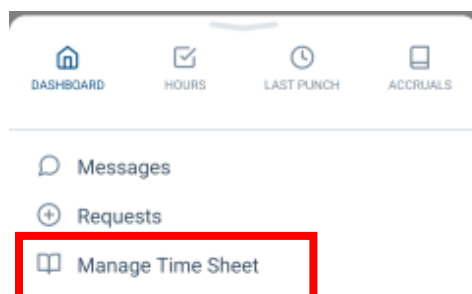 DASHBOARD HOURS LAST PUNCH ACCRUALS
Messages
Requests
Manage Time Sheet